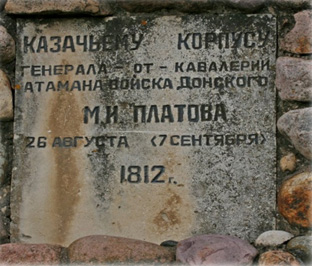 КАЗАЧЬЕМУ КОРПУСУ
ГЕНЕРАЛА - ОТ - КАВАЛЕРИИ
АТАМАНА ВОЙСКА ДОНСКОГО
М.И. ПЛАТОВА
26 АВГУСТА (7 СЕНТЯБРЯ)
1812 г.